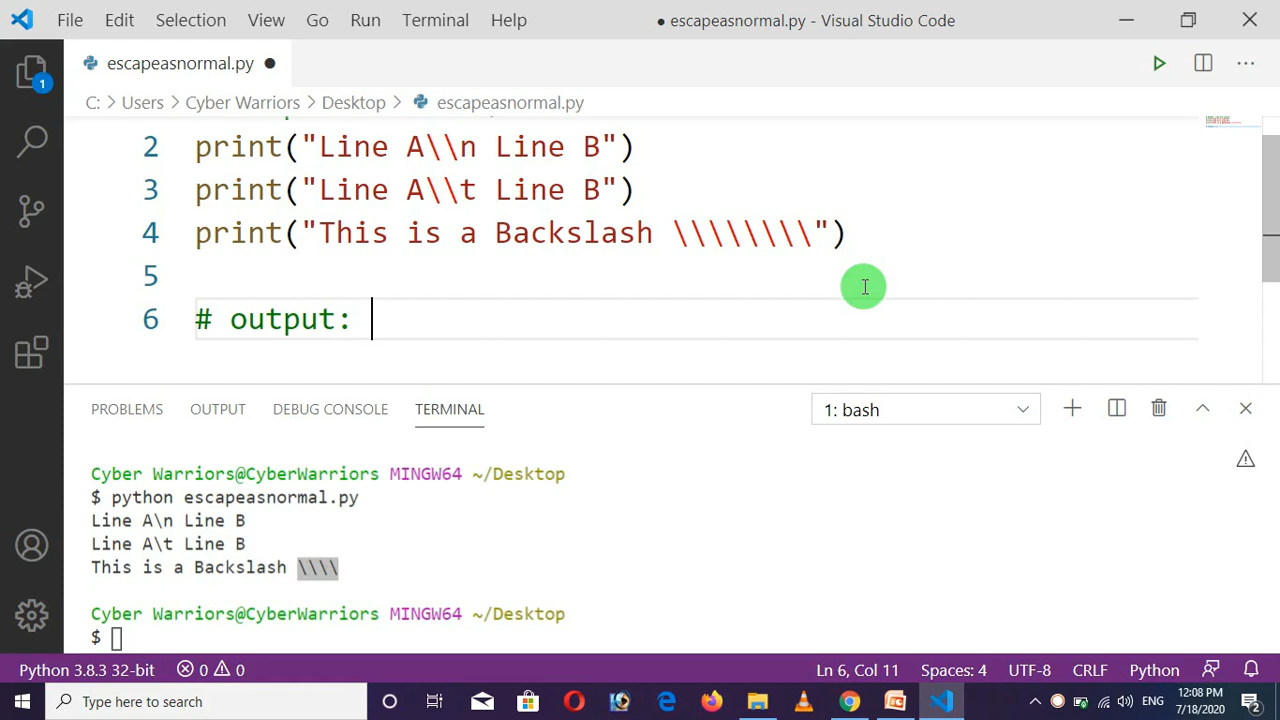 File Edit Selection View Go Run Terminal Help ● escapeasnormal.py - Visual Studio Code
escapeasnormal.py ●
C: > Users > Cyber Warriors > Desktop > escapeasnormal.py
2 print("Line A\\n Line B")
3 print("Line A\\t Line B")
4 print("This is a Backslash \\\\\\\\")
5
6 # output:
PROBLEMS OUTPUT DEBUG CONSOLE TERMINAL 1: bash
Cyber Warriors@CyberWarriors MINGW64 ~/Desktop
$ python escapeasnormal.py
Line A\n Line B
Line A\t Line B
This is a Backslash \\\\
Cyber Warriors@CyberWarriors MINGW64 ~/Desktop
$
1
Python 3.8.3 32-bit 0 0 Ln 6, Col 11 Spaces: 4 UTF-8 CRLF Python
Type here to search ENG 12:08 PM
7/18/2020 2